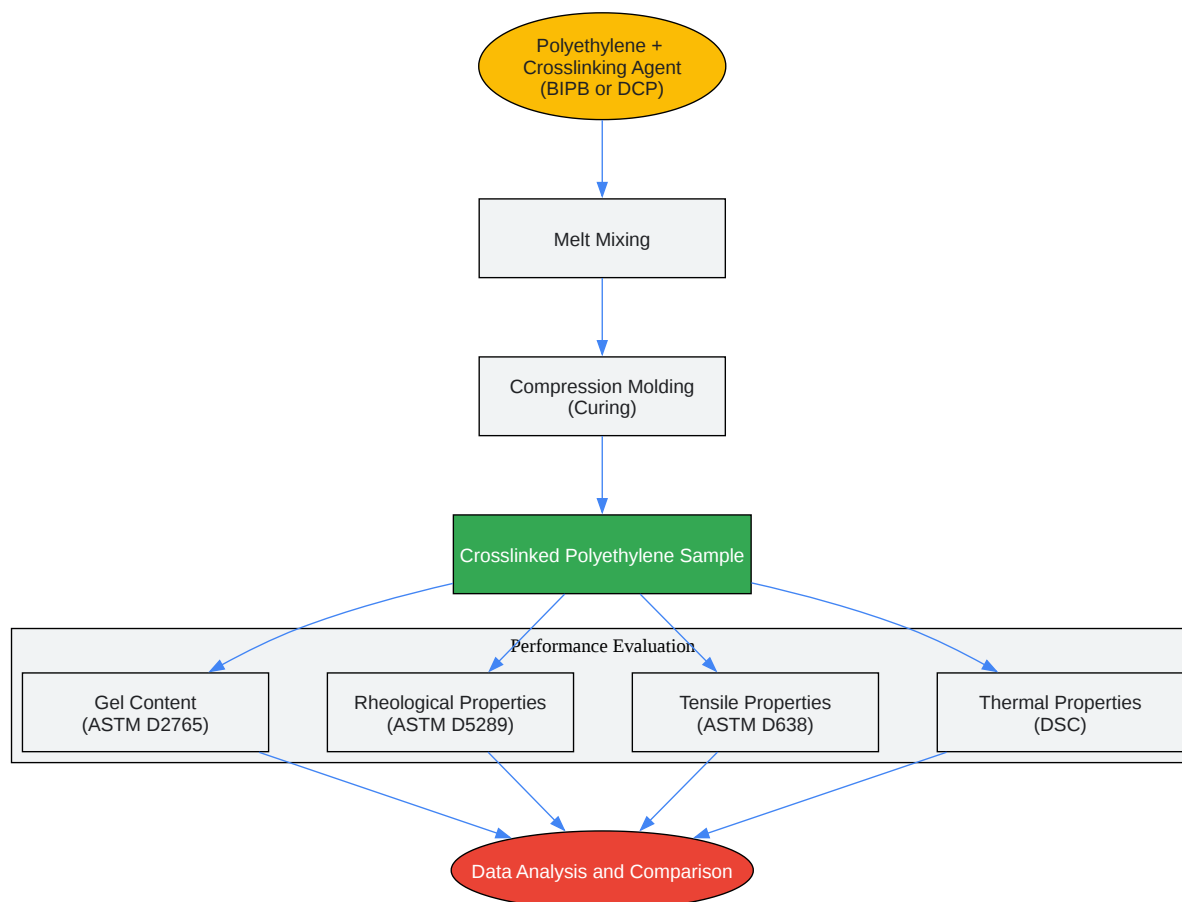 Polyethylene +
Crosslinking Agent
(BIPB or DCP)
Melt Mixing
Compression Molding
(Curing)
Crosslinked Polyethylene Sample
Performance Evaluation
Gel Content
(ASTM D2765)
Rheological Properties
(ASTM D5289)
Tensile Properties
(ASTM D638)
Thermal Properties
(DSC)
Data Analysis and Comparison